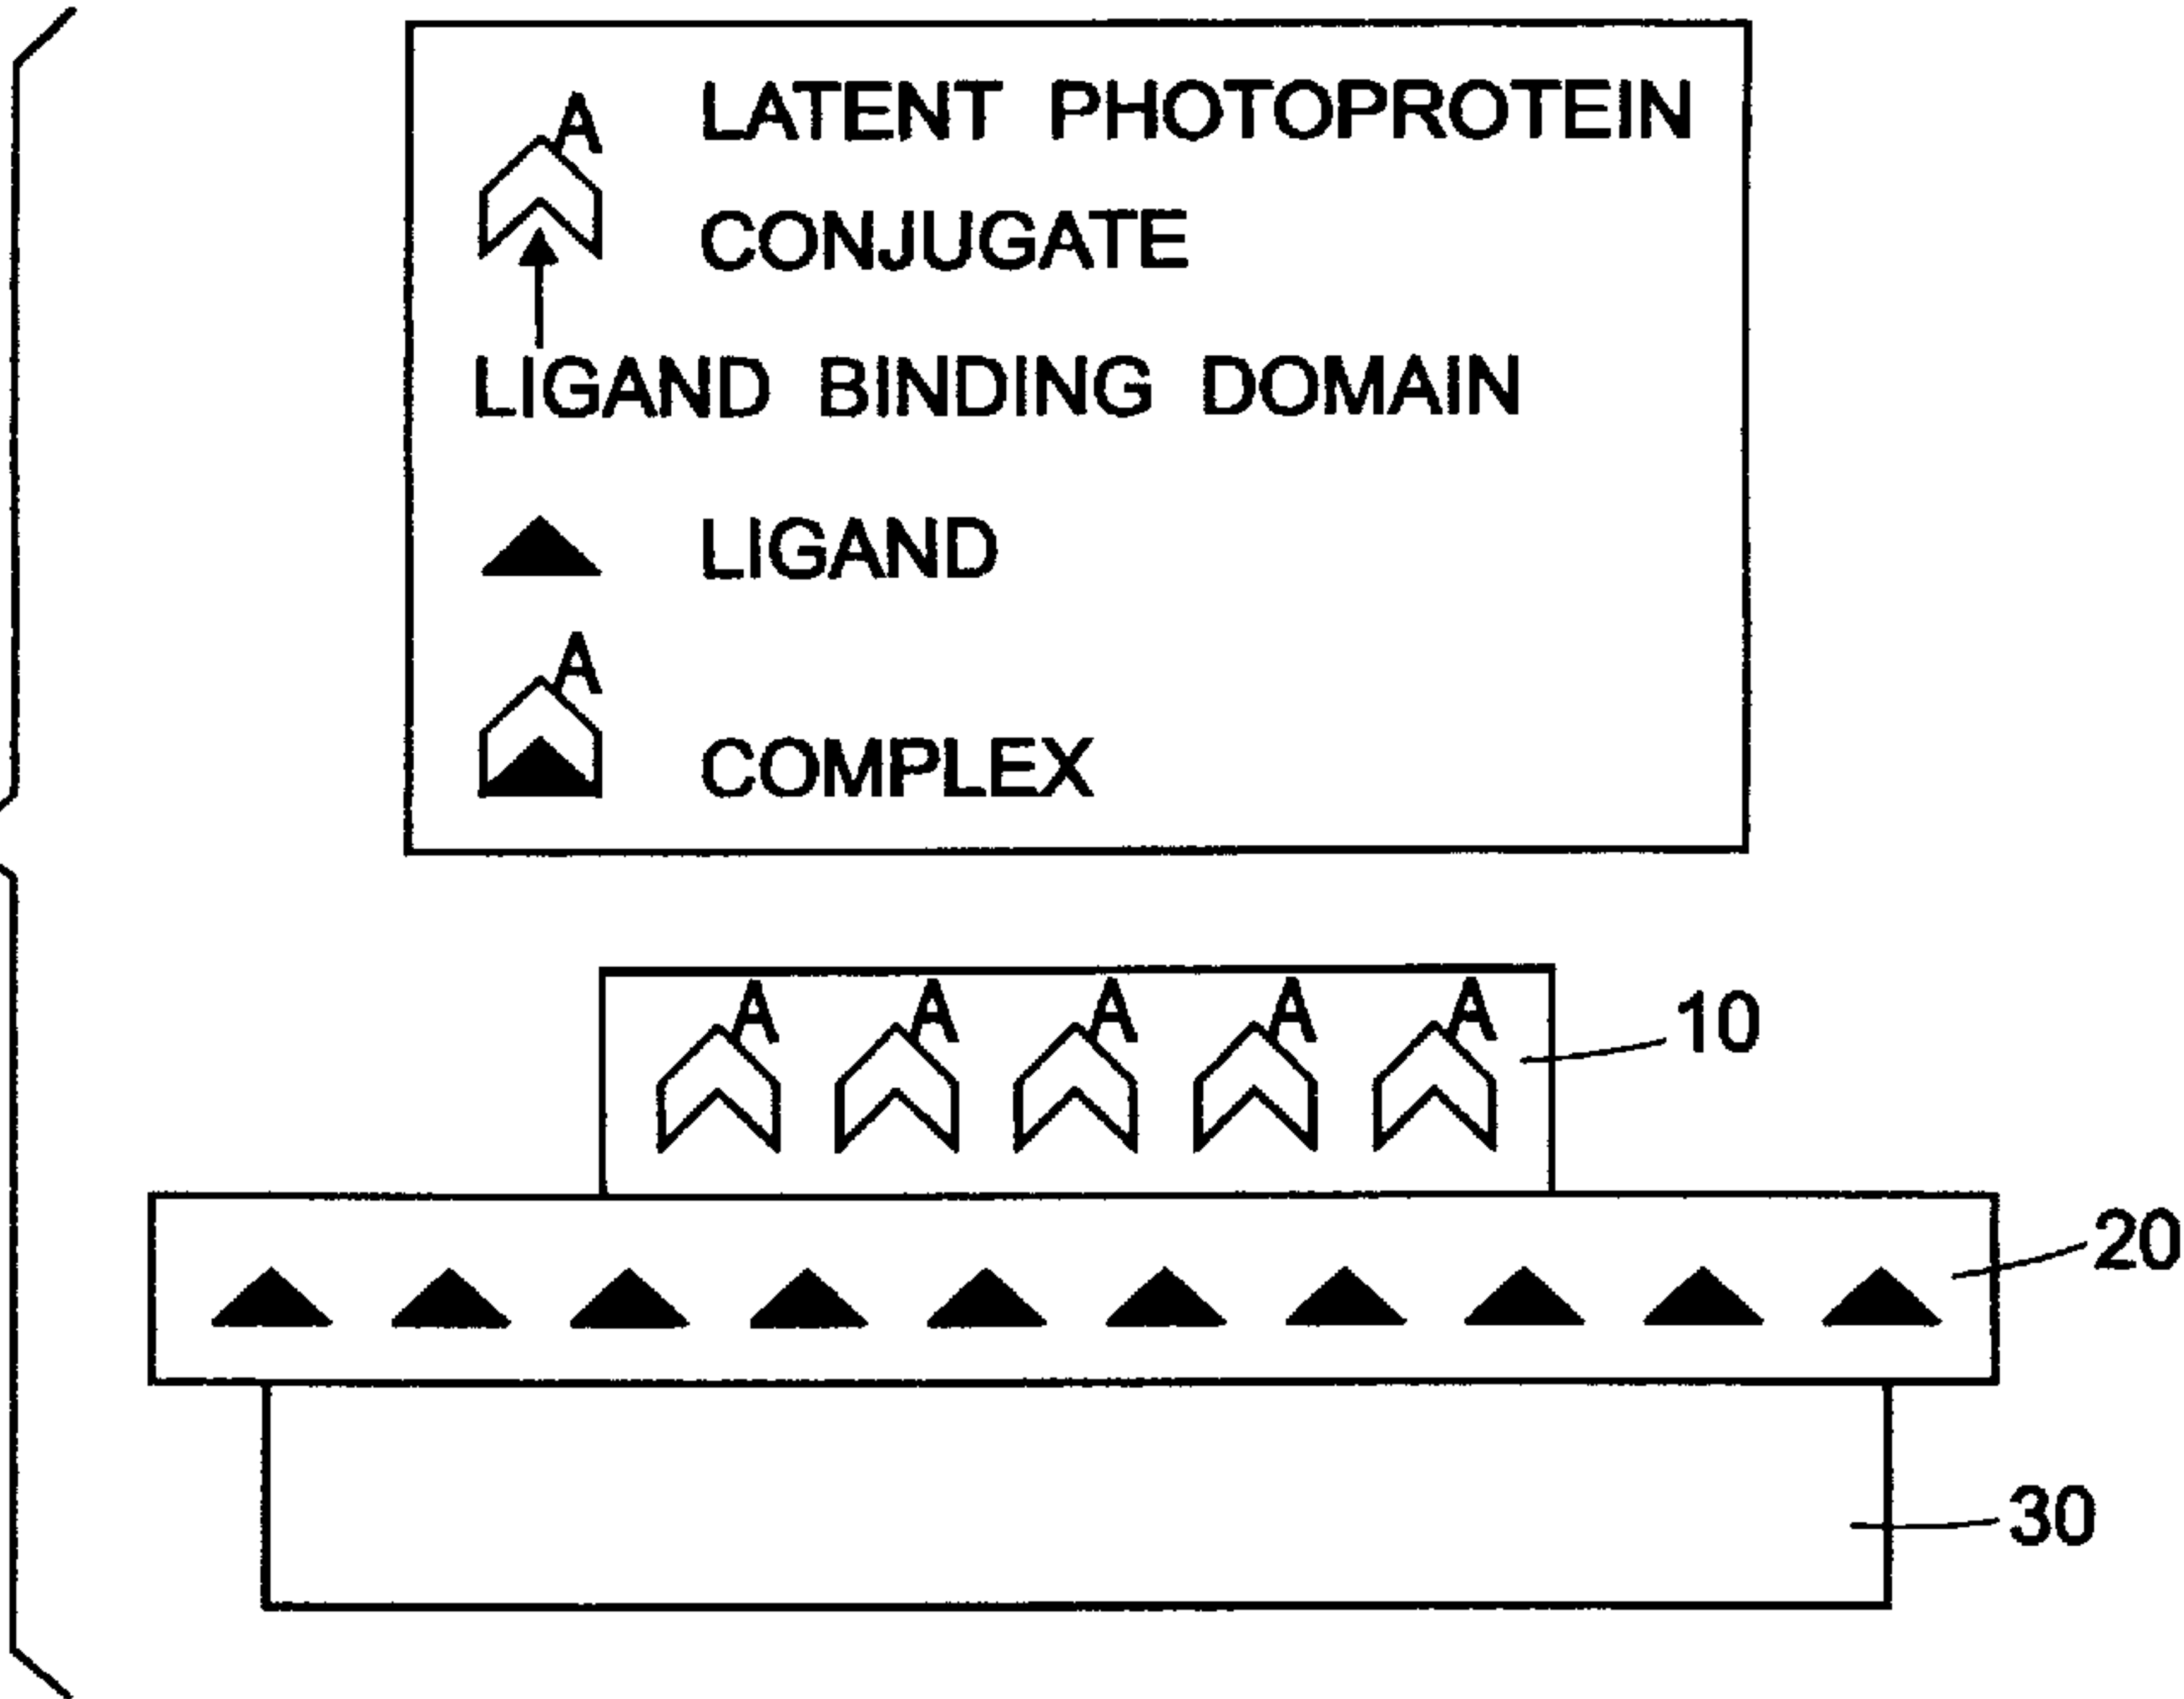 A LATENT PHOTOPROTEIN
CONJUGATE
LIGAND BINDING DOMAIN
LIGAND
A
COMPLEX
A A A A A
10
20
30